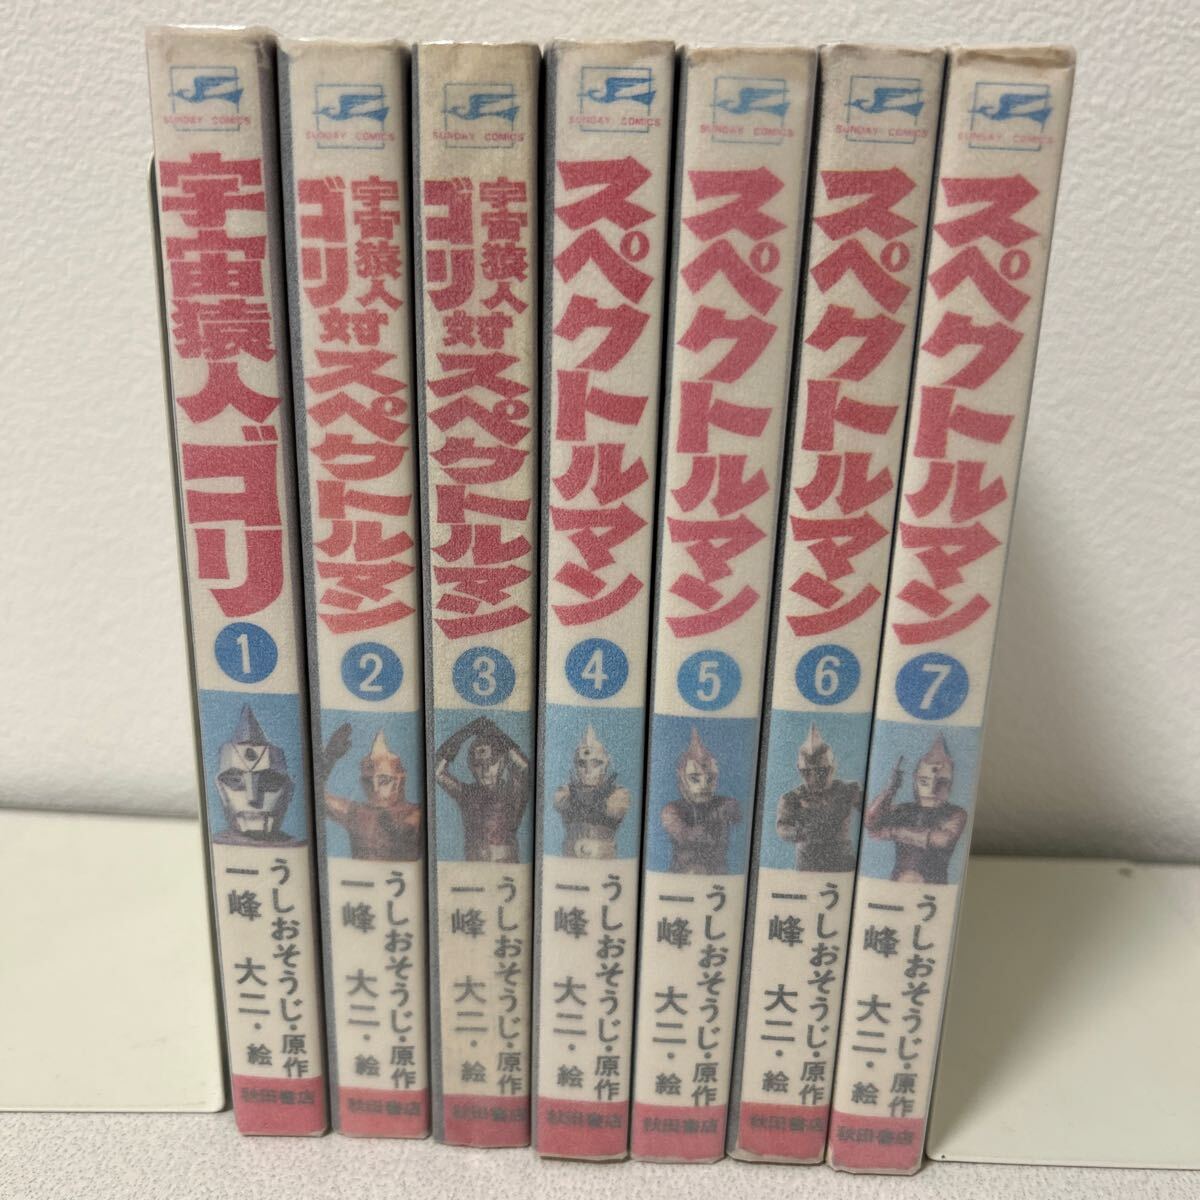 SUNDAY COMICS
宇宙猿人ゴリ
1
うしおそうじ・原作
一峰大二・絵
秋田書店
SUNDAY COMICS
宇宙猿人
ゴリ対スペクトルマン
2
うしおそうじ・原作
一峰大二・絵
秋田書店
SUNDAY COMICS
宇宙猿人
ゴリ対スペクトルマン
3
うしおそうじ・原作
一峰大二・絵
秋田書店
SUNDAY COMICS
スペクトルマン
4
うしおそうじ・原作
一峰大二・絵
秋田書店
SUNDAY COMICS
スペクトルマン
5
うしおそうじ・原作
一峰大二・絵
秋田書店
SUNDAY COMICS
スペクトルマン
6
うしおそうじ・原作
一峰大二・絵
秋田書店
SUNDAY COMICS
スペクトルマン
7
うしおそうじ・原作
一峰大二・絵
秋田書店